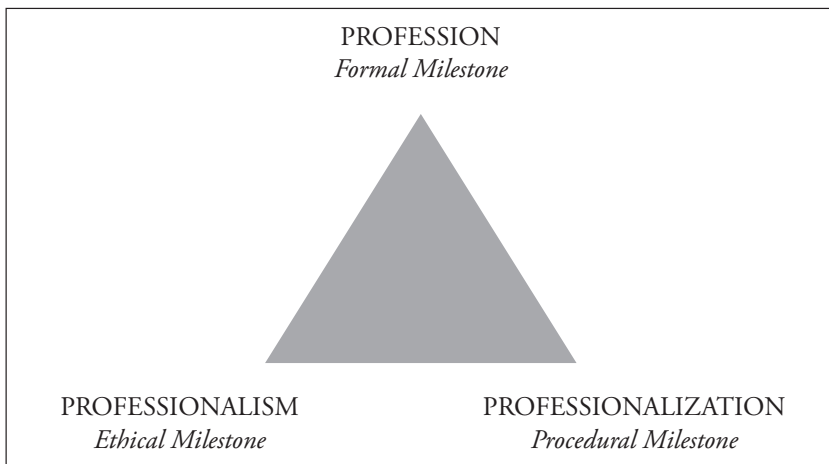 PROFESSION
Formal Milestone
PROFESSIONALISM
Ethical Milestone
PROFESSIONALIZATION
Procedural Milestone